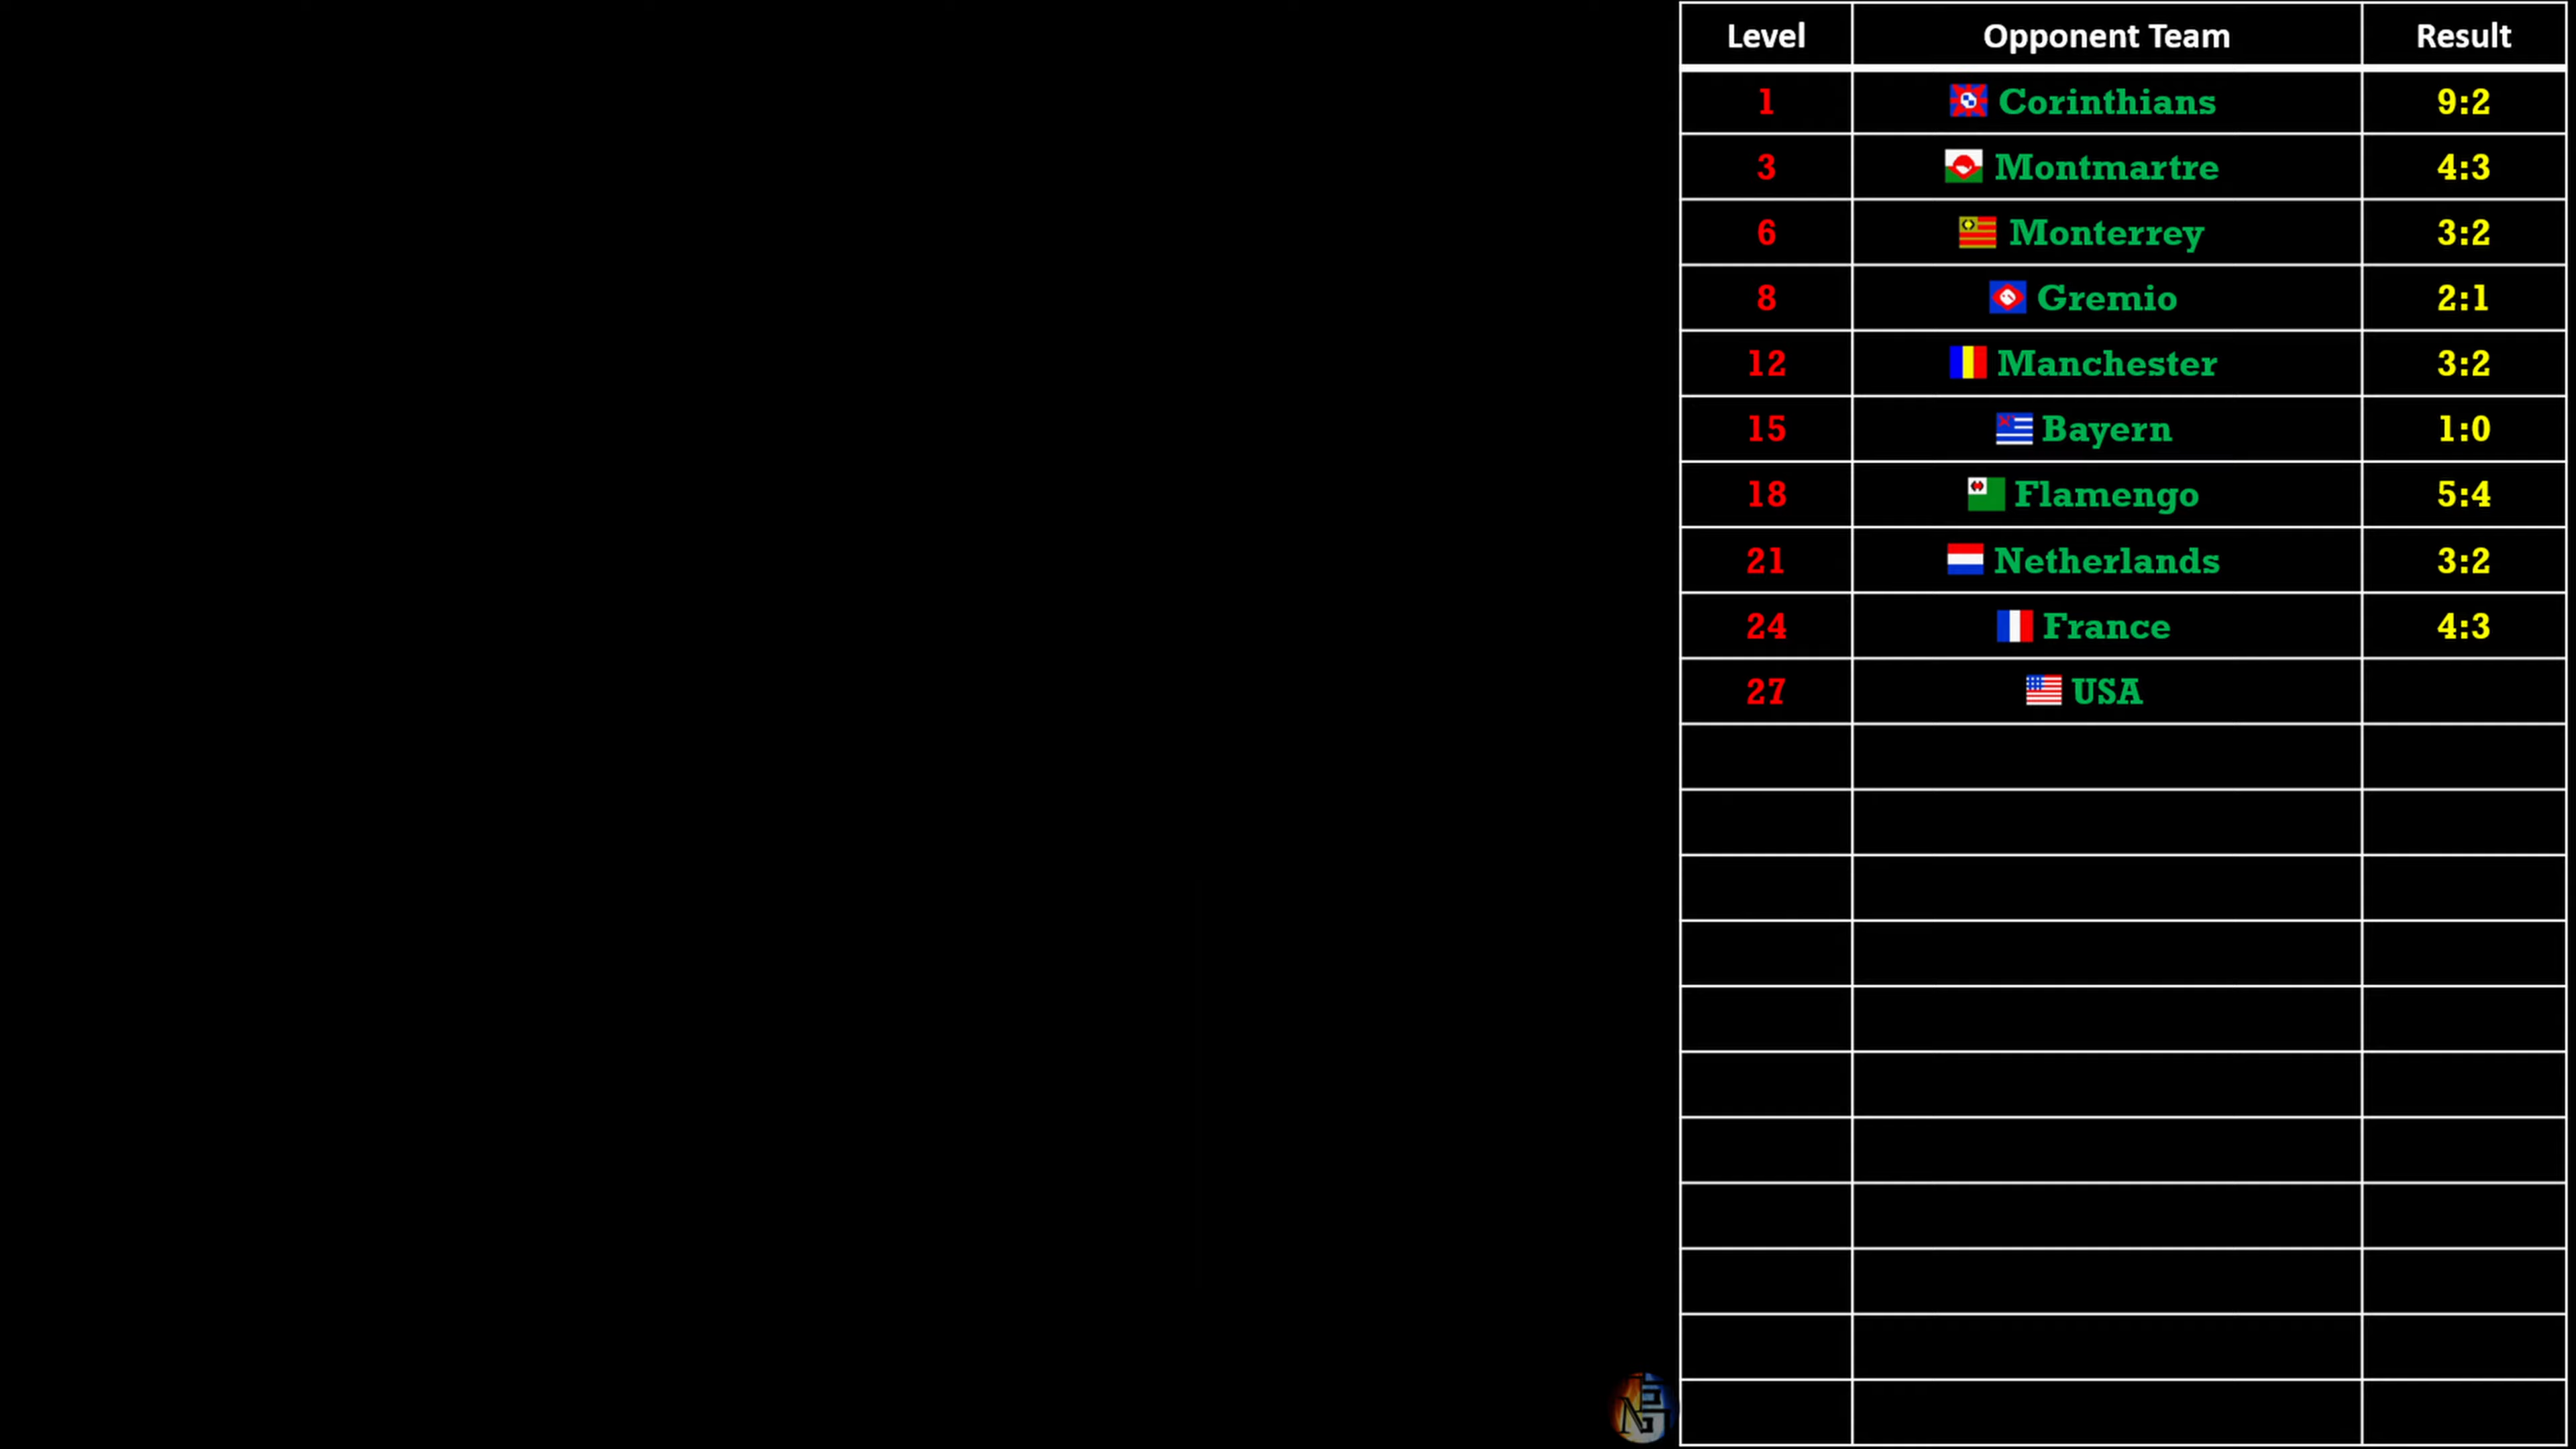 Level Opponent Team Result
1 Corinthians 9:2
3 Montmartre 4:3
6 Monterrey 3:2
8 Gremio 2:1
12 Manchester 3:2
15 Bayern 1:0
18 Flamengo 5:4
21 Netherlands 3:2
24 France 4:3
27 USA